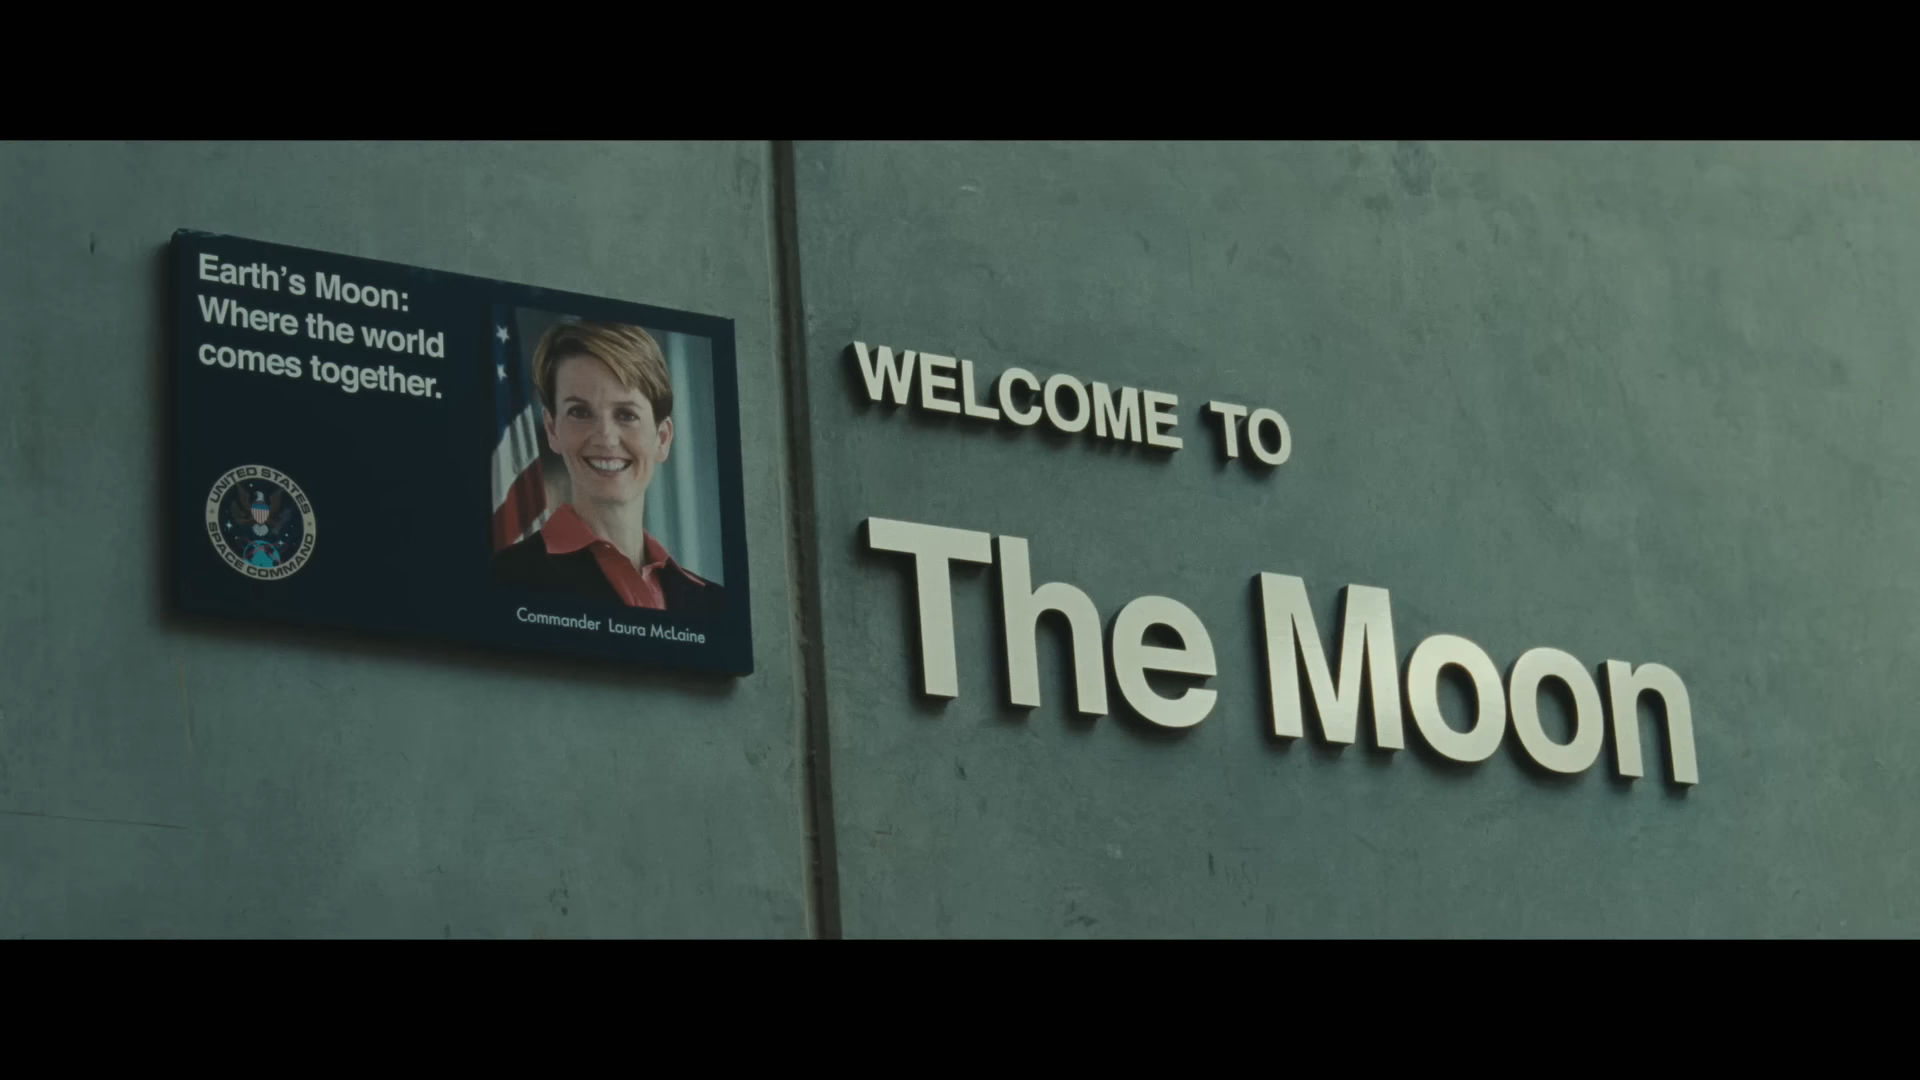 Earth's Moon:
Where the world
comes together.
UNITED STATES
SPACE COMMAND
Commander Laura McLaine
WELCOME TO
The Moon